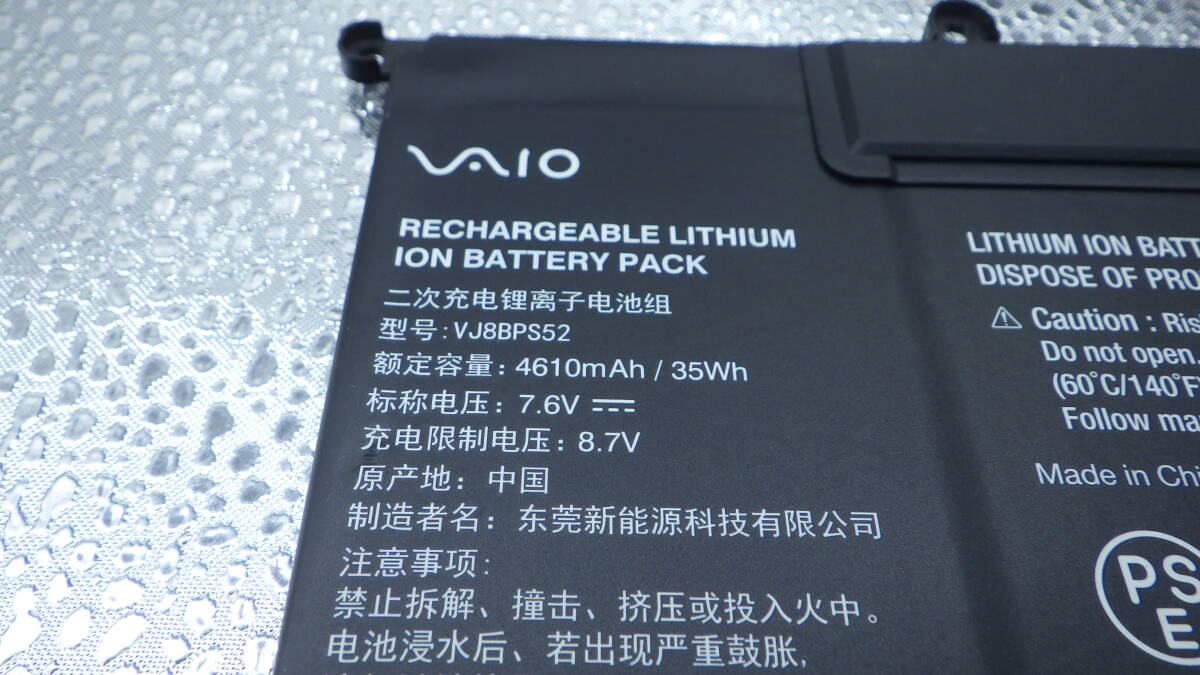 VAIO
RECHARGEABLE LITHIUM
ION BATTERY PACK
二次充电锂离子电池组
型号:VJ8BPS52
额定容量: 4610mAh / 35Wh
标称电压: 7.6V
充电限制电压: 8.7V
原产地: 中国
制造者名: 东莞新能源科技有限公司
注意事项:
禁止拆解、撞击、挤压或投入火中。
电池浸水后、若出现严重鼓胀,
LITHIUM ION
DISPOSE OF
Caution :
Do not open.
(60°C/140°F
Follow
Made in
PS
E